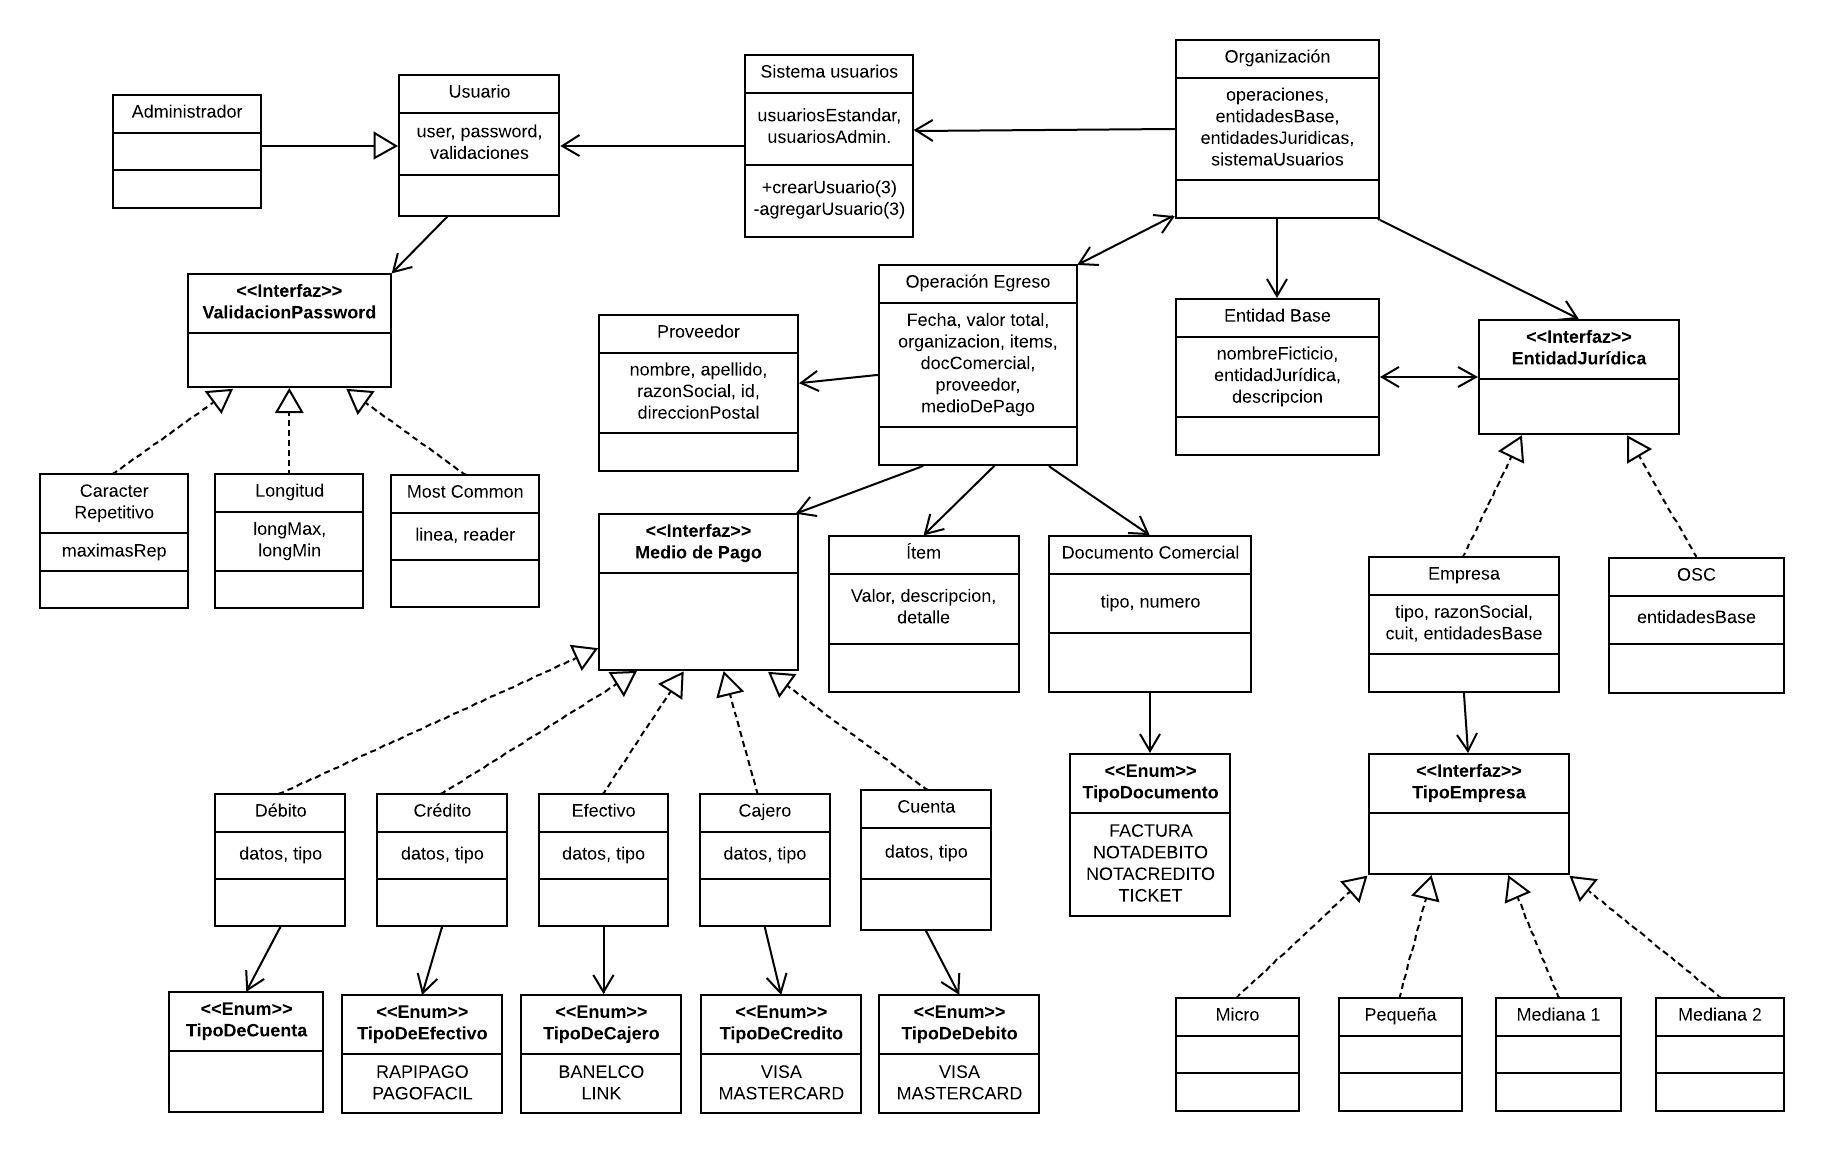 Organización
operaciones,
entidadesBase,
entidadesJuridicas,
sistemaUsuarios
Sistema usuarios
usuariosEstandar,
usuariosAdmin.
+crearUsuario(3)
-agregarUsuario(3)
Usuario
user, password,
validaciones
Administrador
<<Interfaz>>
ValidacionPassword
Caracter
Repetitivo
maximasRep
Longitud
longMax,
longMin
Most Common
linea, reader
Operación Egreso
Fecha, valor total,
organizacion, items,
docComercial,
proveedor,
medioDePago
Proveedor
nombre, apellido,
razonSocial, id,
direccionPostal
Entidad Base
nombreFicticio,
entidadJurídica,
descripcion
<<Interfaz>>
EntidadJurídica
<<Interfaz>>
Medio de Pago
Ítem
Valor, descripcion,
detalle
Documento Comercial
tipo, numero
Empresa
tipo, razonSocial,
cuit, entidadesBase
OSC
entidadesBase
<<Enum>>
TipoDocumento
FACTURA
NOTADEBITO
NOTACREDITO
TICKET
<<Interfaz>>
TipoEmpresa
Débito
datos, tipo
Crédito
datos, tipo
Efectivo
datos, tipo
Cajero
datos, tipo
Cuenta
datos, tipo
<<Enum>>
TipoDeCuenta
<<Enum>>
TipoDeEfectivo
RAPIPAGO
PAGOFACIL
<<Enum>>
TipoDeCajero
BANELCO
LINK
<<Enum>>
TipoDeCredito
VISA
MASTERCARD
<<Enum>>
TipoDeDebito
VISA
MASTERCARD
Micro
Pequeña
Mediana 1
Mediana 2